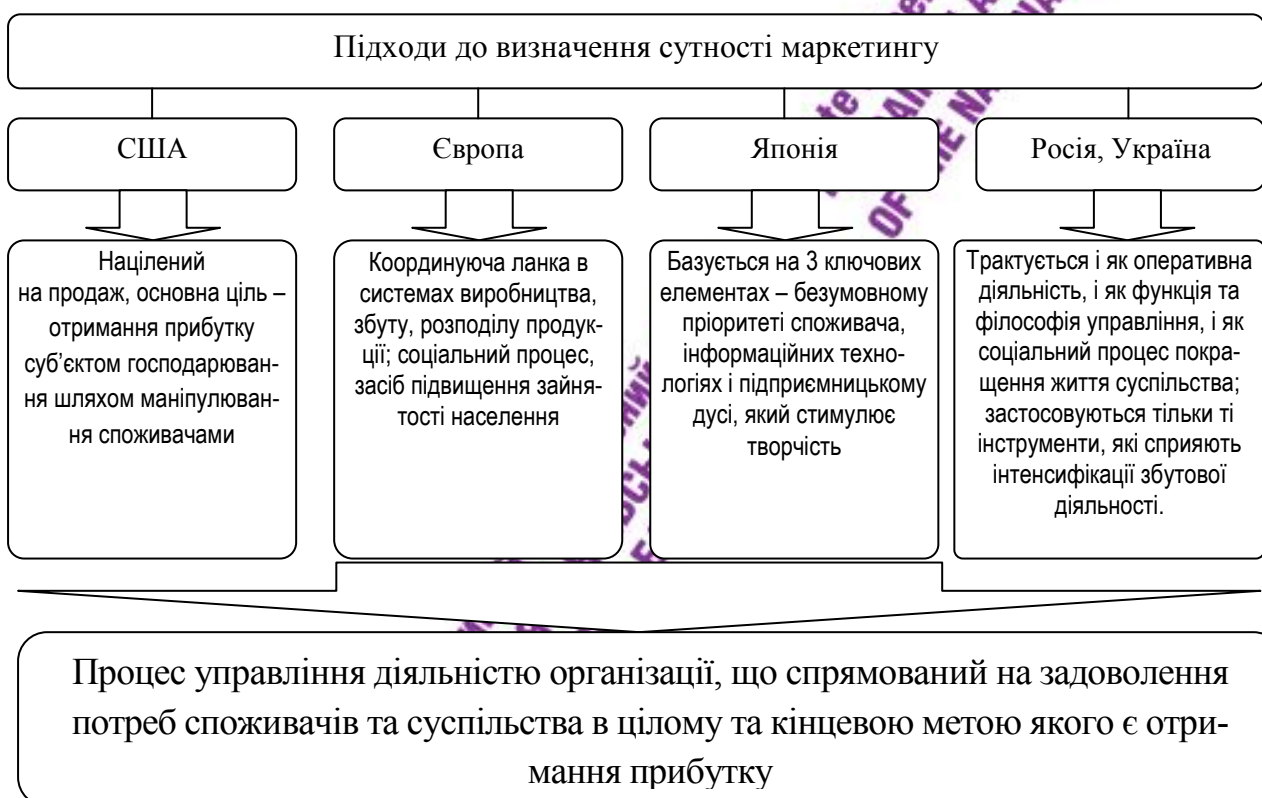 Підходи до визначення сутності маркетингу
США
Європа
Японія
Росія, Україна
Націлений
на продаж, основна ціль –
отримання прибутку
суб’єктом господарюван-
ня шляхом маніпулюван-
ня споживачами
Координуюча ланка в
системах виробництва,
збуту, розподілу продук-
ції; соціальний процес,
засіб підвищення зайня-
тості населення
Базується на 3 ключових
елементах – безумовному
пріоритеті споживача,
інформаційних техно-
логіях і підприємницькому
дусі, який стимулює
творчість
Трактується і як оперативна
діяльність, і як функція та
філософія управління, і як
соціальний процес покра-
щення життя суспільства;
застосовуються тільки ті
інструменти, які сприяють
інтенсифікації збутової
діяльності.
Процес управління діяльністю організації, що спрямований на задоволення
потреб споживачів та суспільства в цілому та кінцевою метою якого є отри-
мання прибутку
OF THE